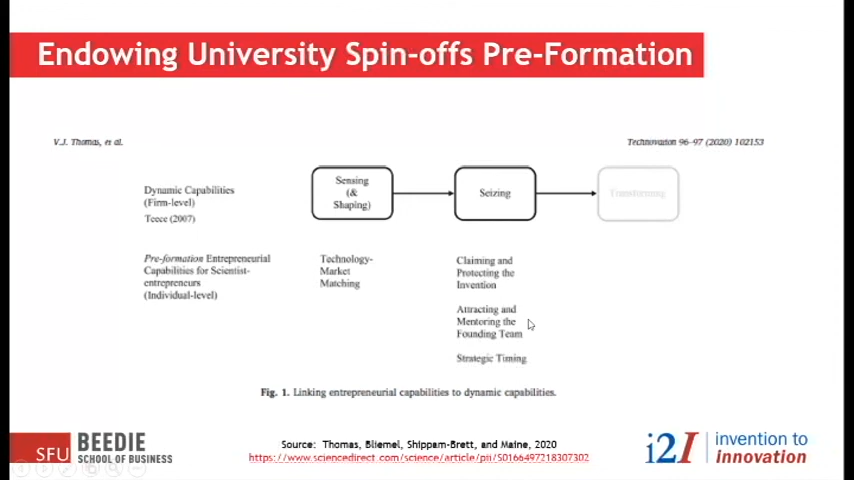 Endowing University Spin-offs Pre-Formation
V.J. Thomas, et al.
Technovation 96–97 (2020) 102153
Dynamic Capabilities
(Firm-level)
Teece (2007)
Sensing
(&
Shaping)
Seizing
Transforming
Pre-formation Entrepreneurial
Capabilities for Scientist-
entrepreneurs
(Individual-level)
Technology-
Market
Matching
Claiming and
Protecting the
Invention
Attracting and
Mentoring the
Founding Team
Strategic Timing
Fig. 1. Linking entrepreneurial capabilities to dynamic capabilities.
SFU
BEEDIE
SCHOOL OF BUSINESS
Source: Thomas, Bliemel, Shippam-Brett, and Maine, 2020
https://www.sciencedirect.com/science/article/pii/S0166497218307302
i2I
invention to
innovation